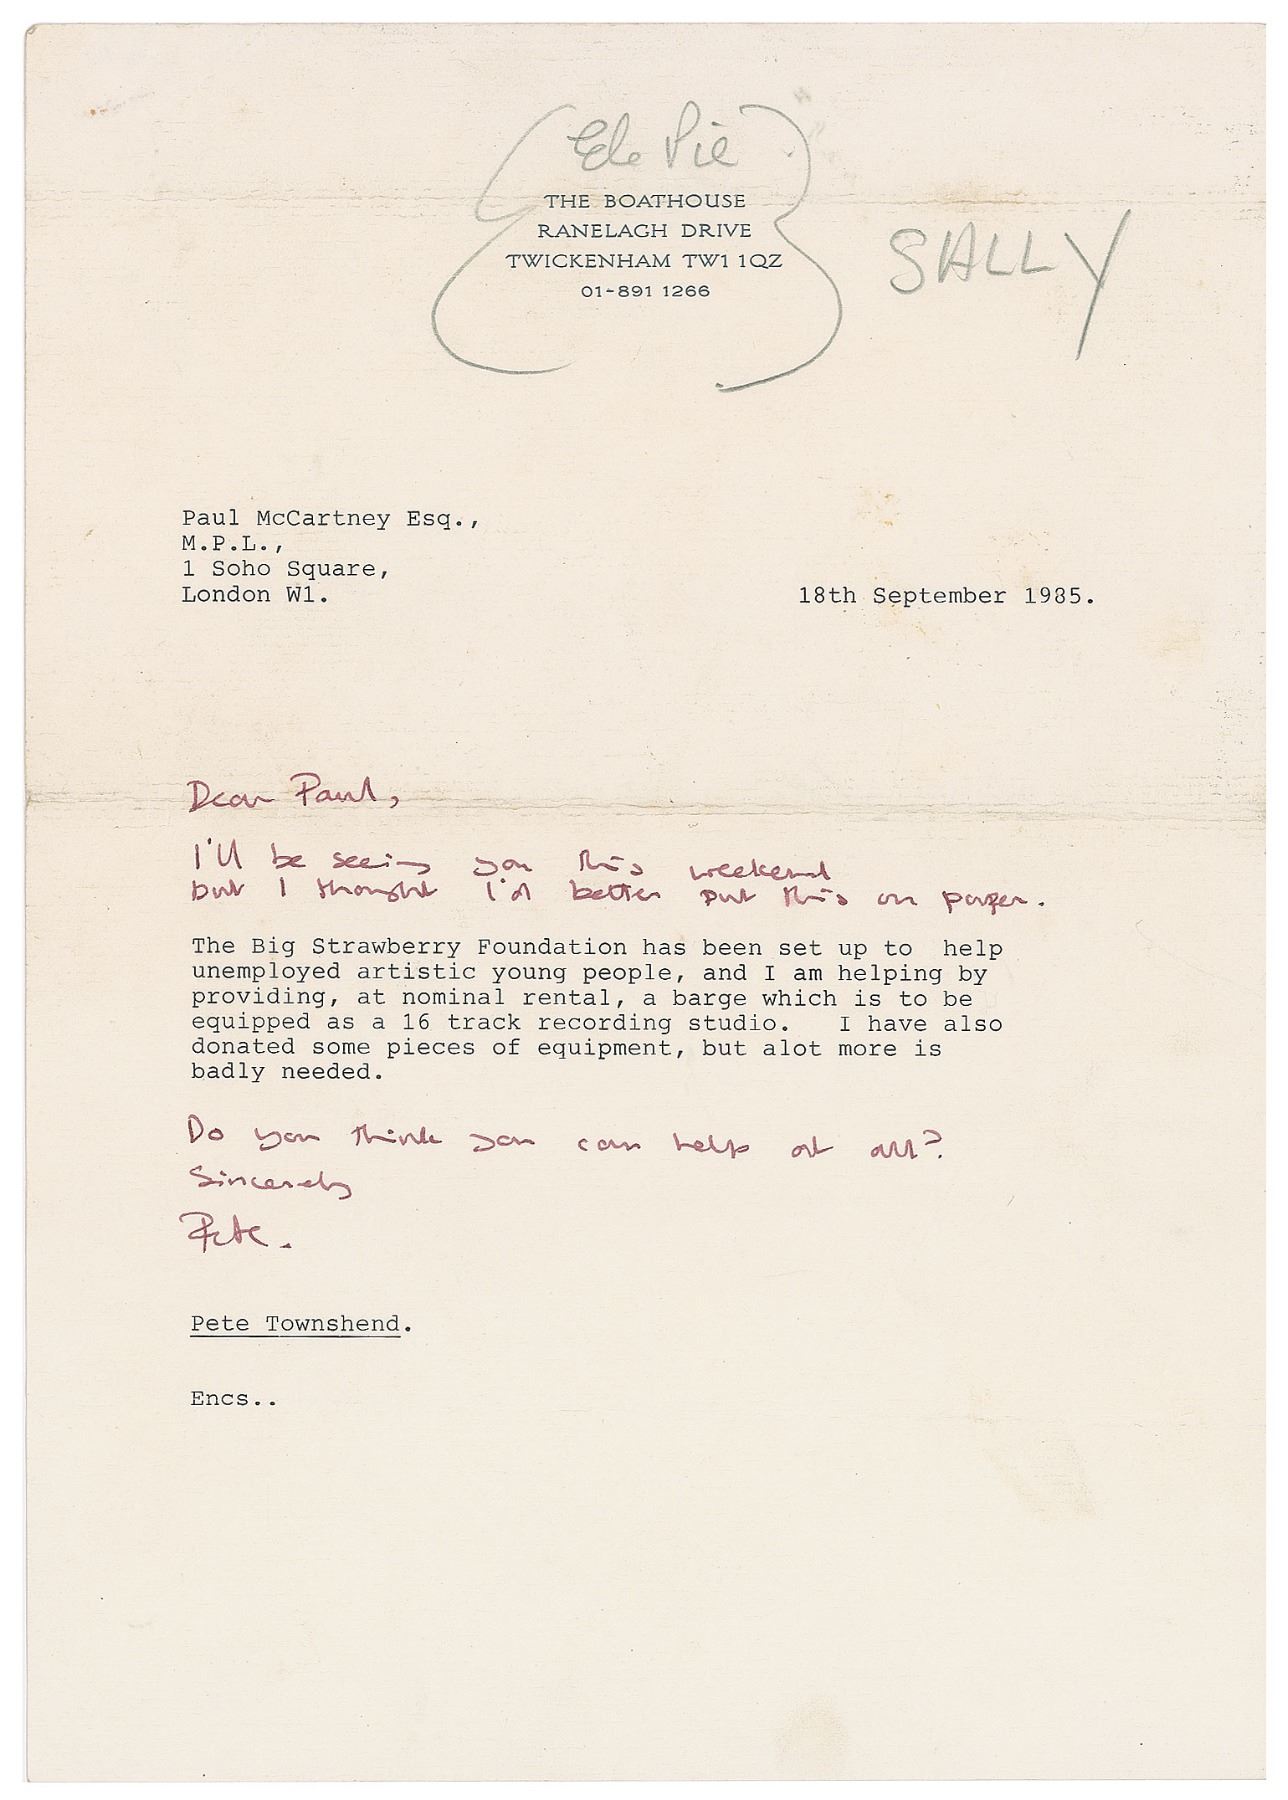 Eel Pie
THE BOATHOUSE
RANELAGH DRIVE
TWICKENHAM TW1 1QZ
01-891 1266
SALLY
Paul McCartney Esq.,
M.P.L.,
1 Soho Square,
London W1.
18th September 1985.
Dear Paul,
I'll be seeing you this weekend
but I thought I'd better put this on paper.
The Big Strawberry Foundation has been set up to help
unemployed artistic young people, and I am helping by
providing, at nominal rental, a barge which is to be
equipped as a 16 track recording studio. I have also
donated some pieces of equipment, but alot more is
badly needed.
Do you think you can help at all?
Sincerely
Pete.
Pete Townshend.
Encs..